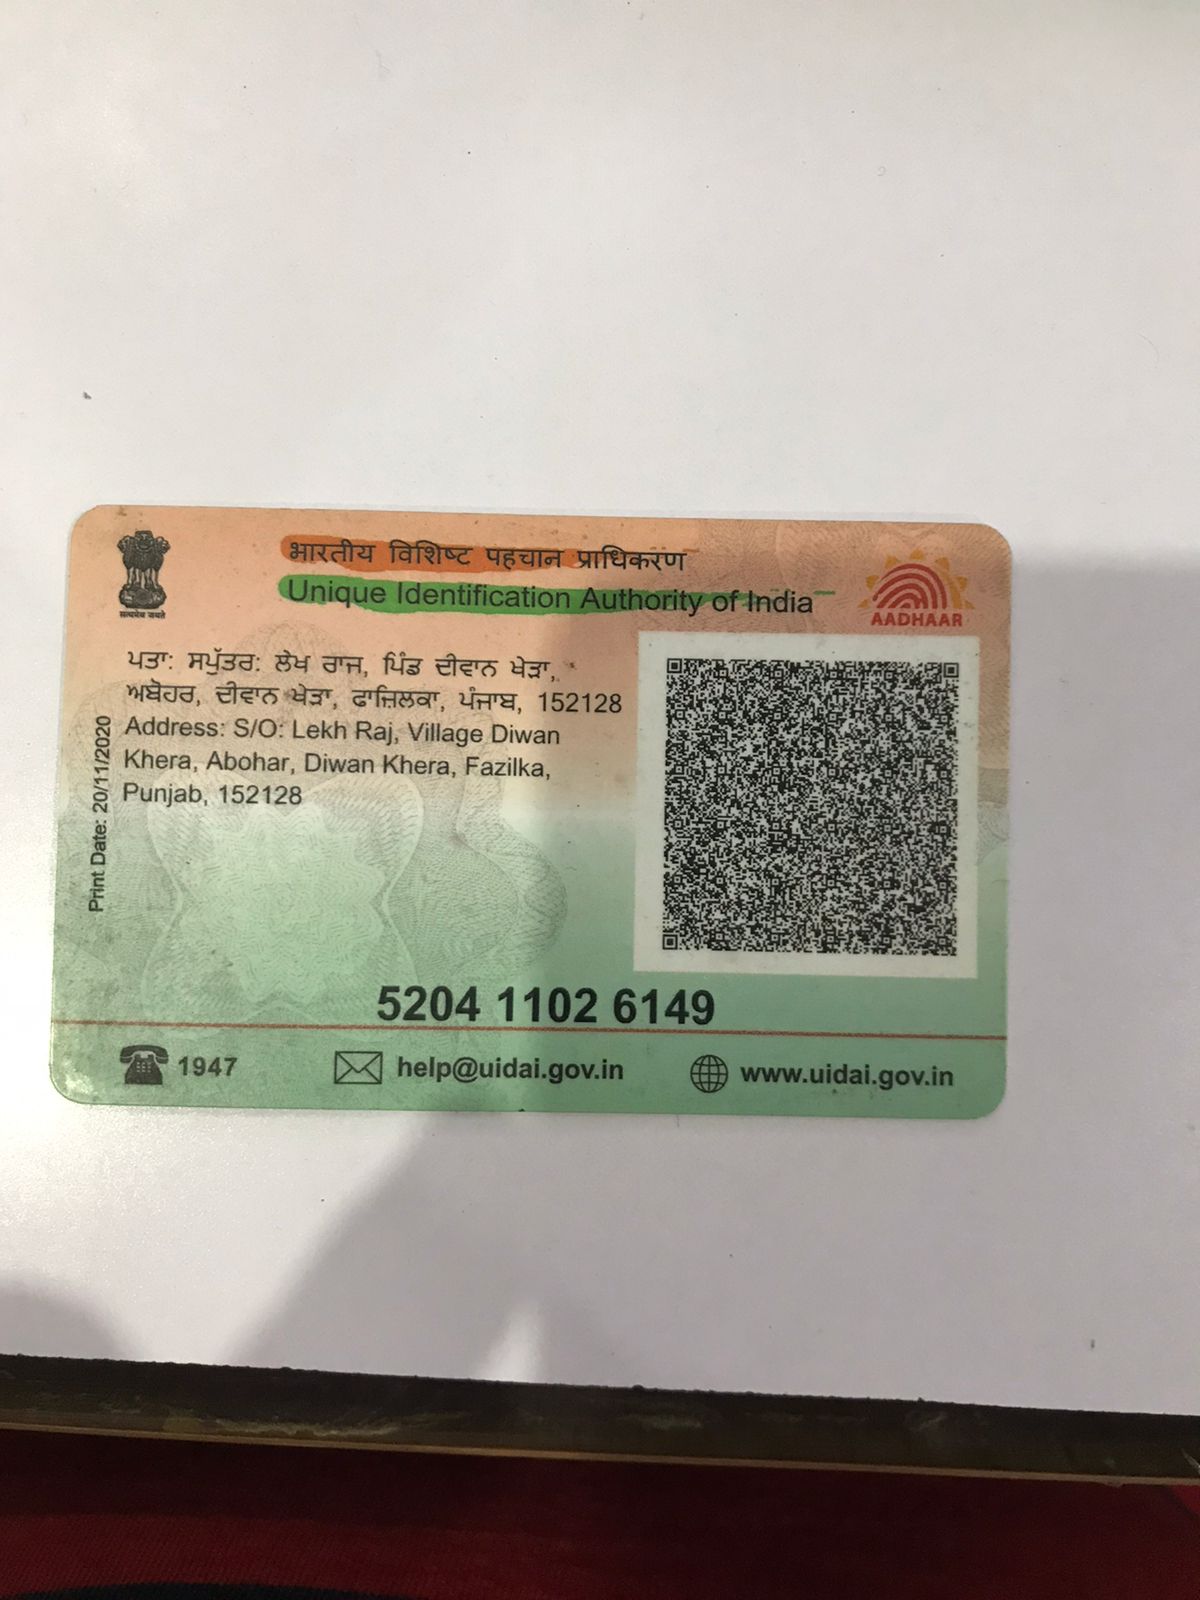 भारतीय विशिष्ट पहचान प्राधिकरण
Unique Identification Authority of India
सत्यमेव जयते
AADHAAR
ਪਤਾ: ਸਪੁੱਤਰ: ਲੇਖ ਰਾਜ, ਪਿੰਡ ਦੀਵਾਨ ਖੇੜਾ,
ਅਬੋਹਰ, ਦੀਵਾਨ ਖੇੜਾ, ਫਾਜ਼ਿਲਕਾ, ਪੰਜਾਬ, 152128
Address: S/O: Lekh Raj, Village Diwan
Khera, Abohar, Diwan Khera, Fazilka,
Punjab, 152128
Print Date: 20/11/2020
5204 1102 6149
1947
help@uidai.gov.in
www.uidai.gov.in